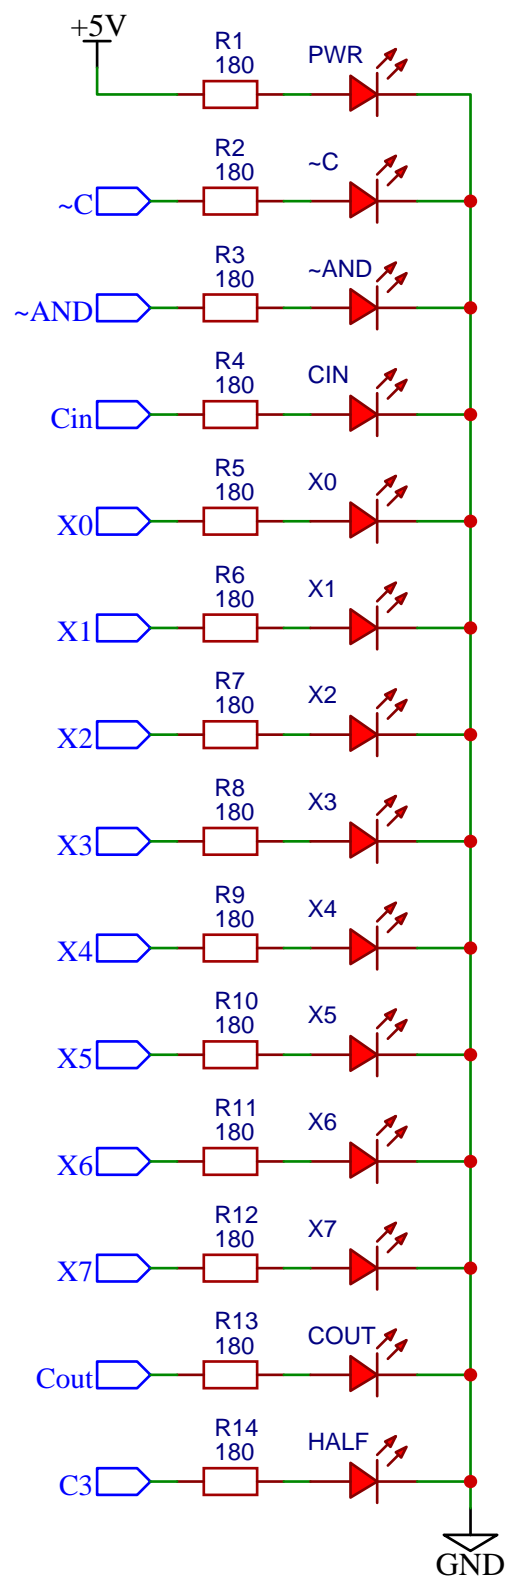 +5V
R1
180
PWR
R2
180
~C
~C
R3
180
~AND
~AND
R4
180
CIN
Cin
R5
180
X0
X0
R6
180
X1
X1
R7
180
X2
X2
R8
180
X3
X3
R9
180
X4
X4
R10
180
X5
X5
R11
180
X6
X6
R12
180
X7
X7
R13
180
COUT
Cout
R14
180
HALF
C3
GND